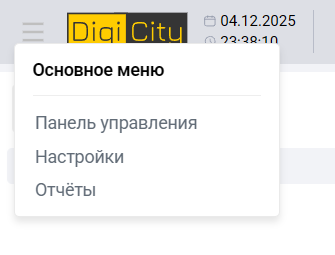 Digi City
04.12.2025
23:38:10
Основное меню
Панель управления
Настройки
Отчёты